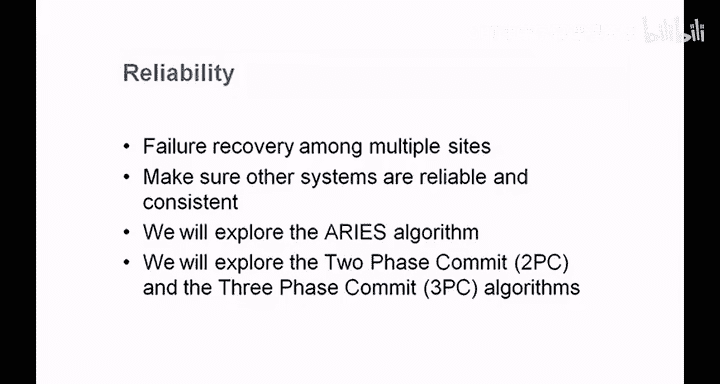 bilibili
Reliability
• Failure recovery among multiple sites
• Make sure other systems are reliable and
consistent
• We will explore the ARIES algorithm
• We will explore the Two Phase Commit (2PC)
and the Three Phase Commit (3PC) algorithms